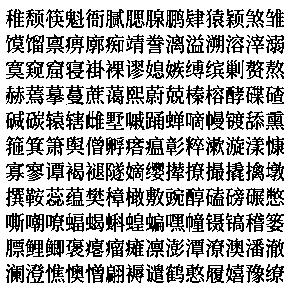 稚颓筷魁衙腻腮腺鹏肄猿颖煞雏
馍馏禀痹廓痴靖誊漓溢溯溶滓溺
寞窥窟寝褂裸谬媳嫉缚缤剿赘熬
赫蔫摹蔓蔗蔼熙蔚兢榛榕酵碟碴
碱碳辕辖雌墅嘁踊蝉嘀幔镀舔熏
箍箕箫舆僧孵瘩瘟彰粹漱漩漾慷
寡寥谭褐褪隧嫡缨撵撩撮撬擒墩
撰鞍蕊蕴樊樟橄敷豌醇磕磅碾憋
嘶嘲嘹蝠蝎蝌蝗蝙嘿幢镊镐稽篓
膘鲤鲫褒瘪瘤瘫凛澎潭潦澳潘澈
澜澄憔懊憎翩褥谴鹤憨履嬉豫缭